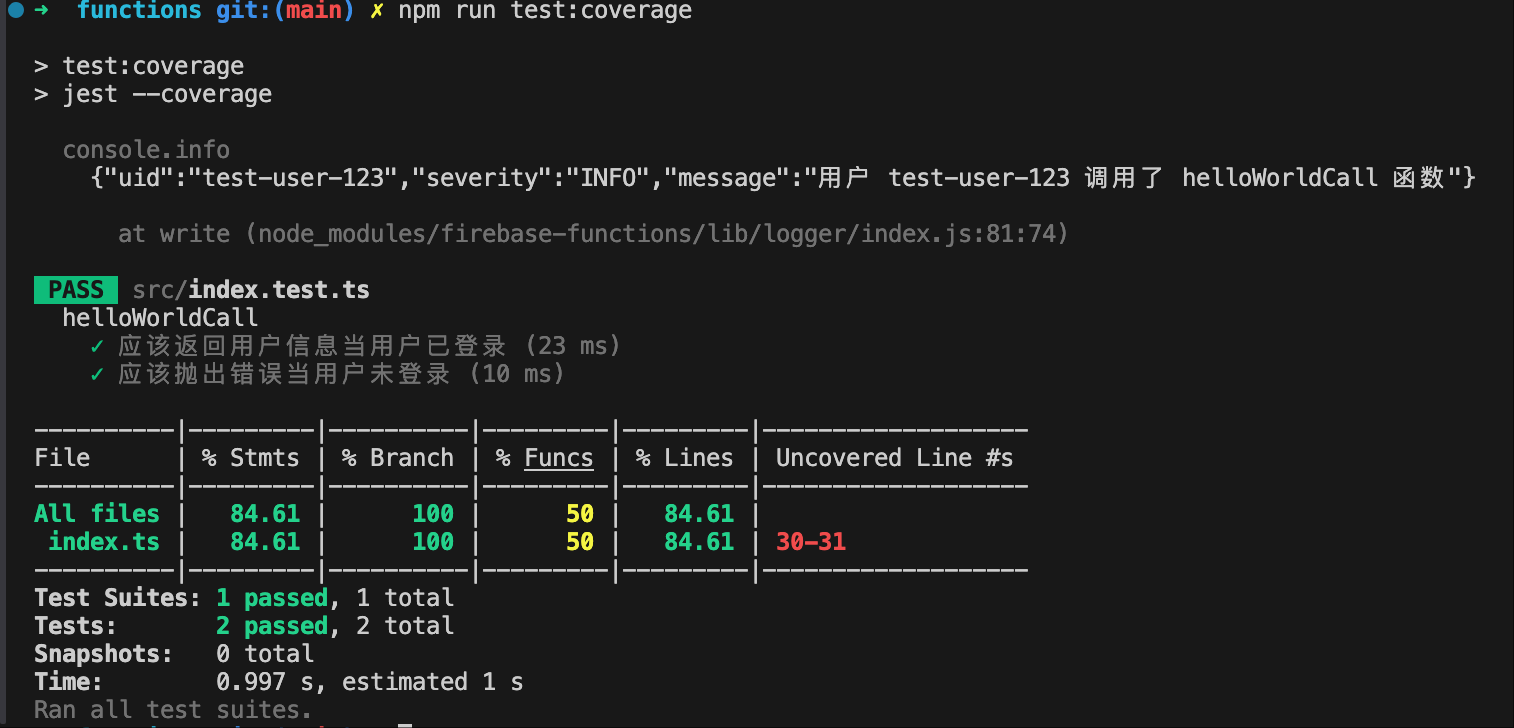 ➜ functions git:(main) ✗ npm run test:coverage
> test:coverage
> jest --coverage
console.info
{"uid":"test-user-123","severity":"INFO","message":"用户 test-user-123 调用了 helloWorldCall 函数"}
at write (node_modules/firebase-functions/lib/logger/index.js:81:74)
PASS src/index.test.ts
helloWorldCall
✓ 应该返回用户信息当用户已登录 (23 ms)
✓ 应该抛出错误当用户未登录 (10 ms)
----------|---------|----------|---------|---------|-------------------
File      | % Stmts | % Branch | % Funcs | % Lines | Uncovered Line #s
----------|---------|----------|---------|---------|-------------------
All files |   84.61 |      100 |      50 |   84.61 |
 index.ts |   84.61 |      100 |      50 |   84.61 | 30-31
----------|---------|----------|---------|---------|-------------------
Test Suites: 1 passed, 1 total
Tests:       2 passed, 2 total
Snapshots:   0 total
Time:        0.997 s, estimated 1 s
Ran all test suites.